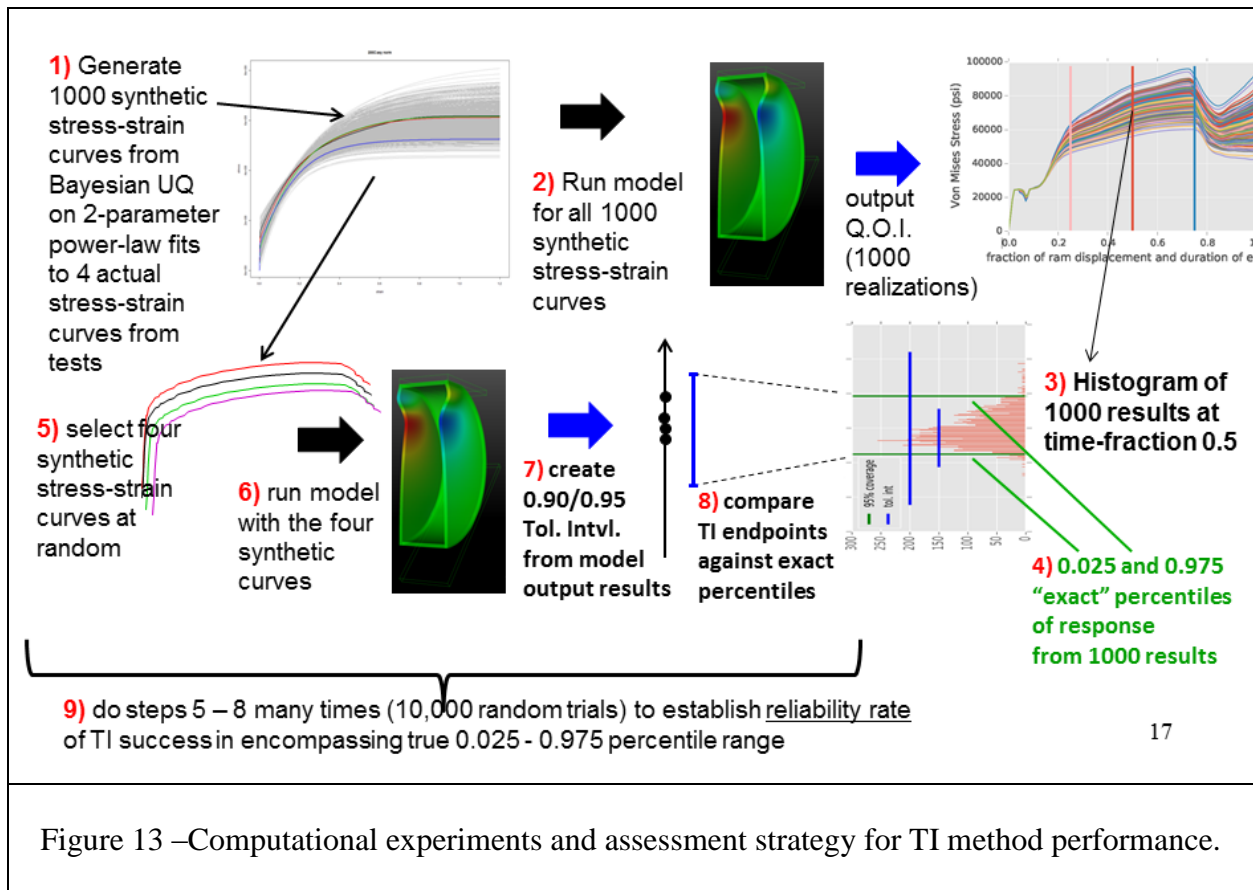 1) Generate
1000 synthetic
stress-strain
curves from
Bayesian UQ
on 2-parameter
power-law fits
to 4 actual
stress-strain
curves from
tests
2) Run model
for all 1000
synthetic
stress-strain
curves
output
Q.O.I.
(1000
realizations)
Von Mises Stress (psi)
100000
80000
60000
40000
20000
0
0.0 0.2 0.4 0.6 0.8 1
fraction of ram displacement and duration of e
3) Histogram of
1000 results at
time-fraction 0.5
4) 0.025 and 0.975
“exact” percentiles
of response
from 1000 results
95% coverage
tol. int
300 250 200 150 100 50 0
5) select four
synthetic
stress-strain
curves at
random
6) run model
with the four
synthetic
curves
7) create
0.90/0.95
Tol. Intvl.
from model
output results
8) compare
TI endpoints
against exact
percentiles
9) do steps 5 – 8 many times (10,000 random trials) to establish reliability rate
of TI success in encompassing true 0.025 - 0.975 percentile range
17
Figure 13 –Computational experiments and assessment strategy for TI method performance.